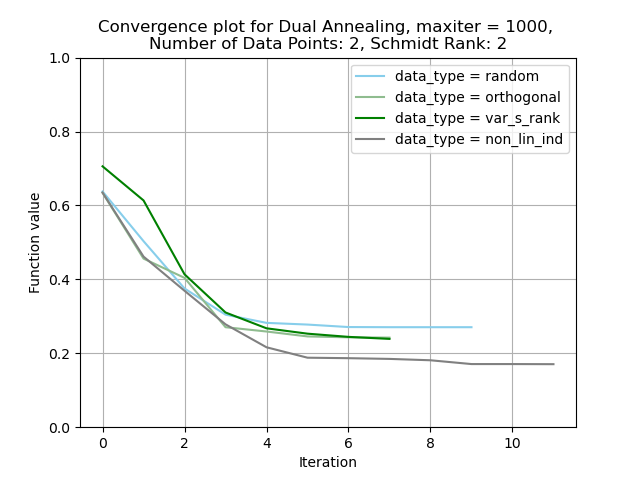 Convergence plot for Dual Annealing, maxiter = 1000,
Number of Data Points: 2, Schmidt Rank: 2
1.0
0.8
0.6
0.4
0.2
0.0
Function value
data_type = random
data_type = orthogonal
data_type = var_s_rank
data_type = non_lin_ind
0 2 4 6 8 10
Iteration